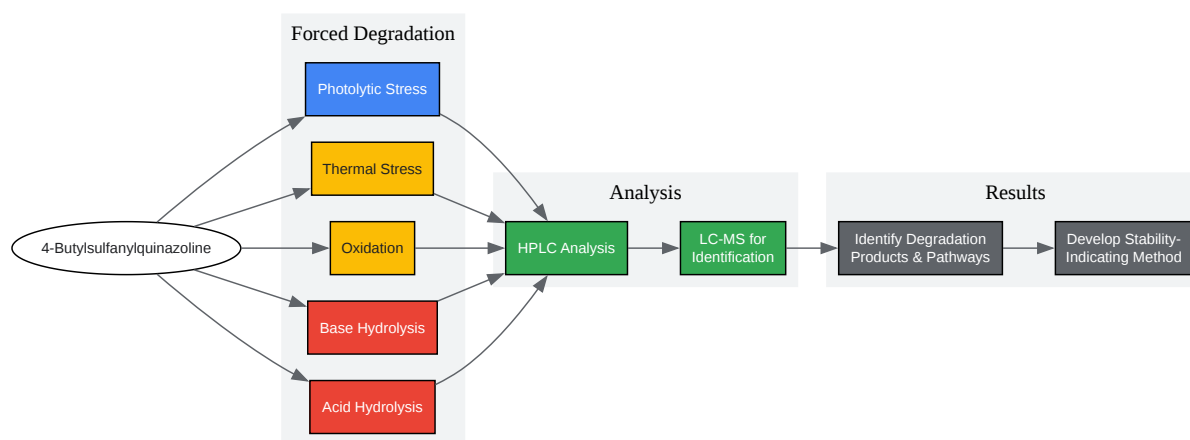 Forced Degradation
Photolytic Stress
Thermal Stress
Analysis
Results
4-Butylsulfanylquinazoline
Oxidation
HPLC Analysis
LC-MS for
Identification
Identify Degradation
Products & Pathways
Develop Stability-
Indicating Method
Base Hydrolysis
Acid Hydrolysis